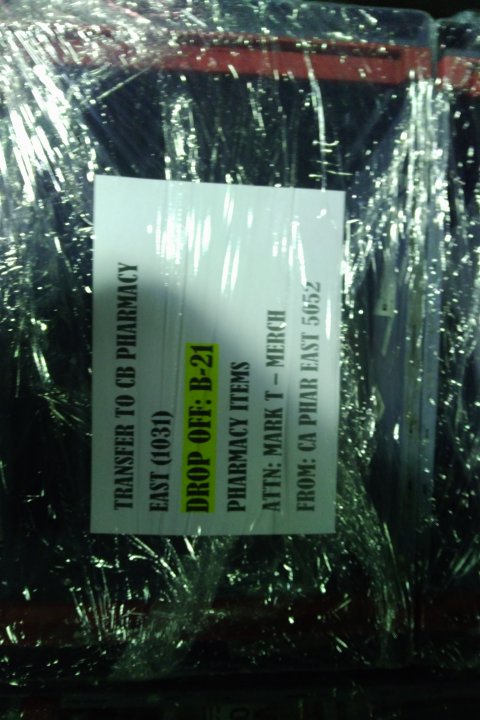 TRANSFER TO CB PHARMACY
EAST (1031)
DROP OFF: B-21
PHARMACY ITEMS
ATTN: MARK T – MERCH
FROM: CA PHAR EAST 5052